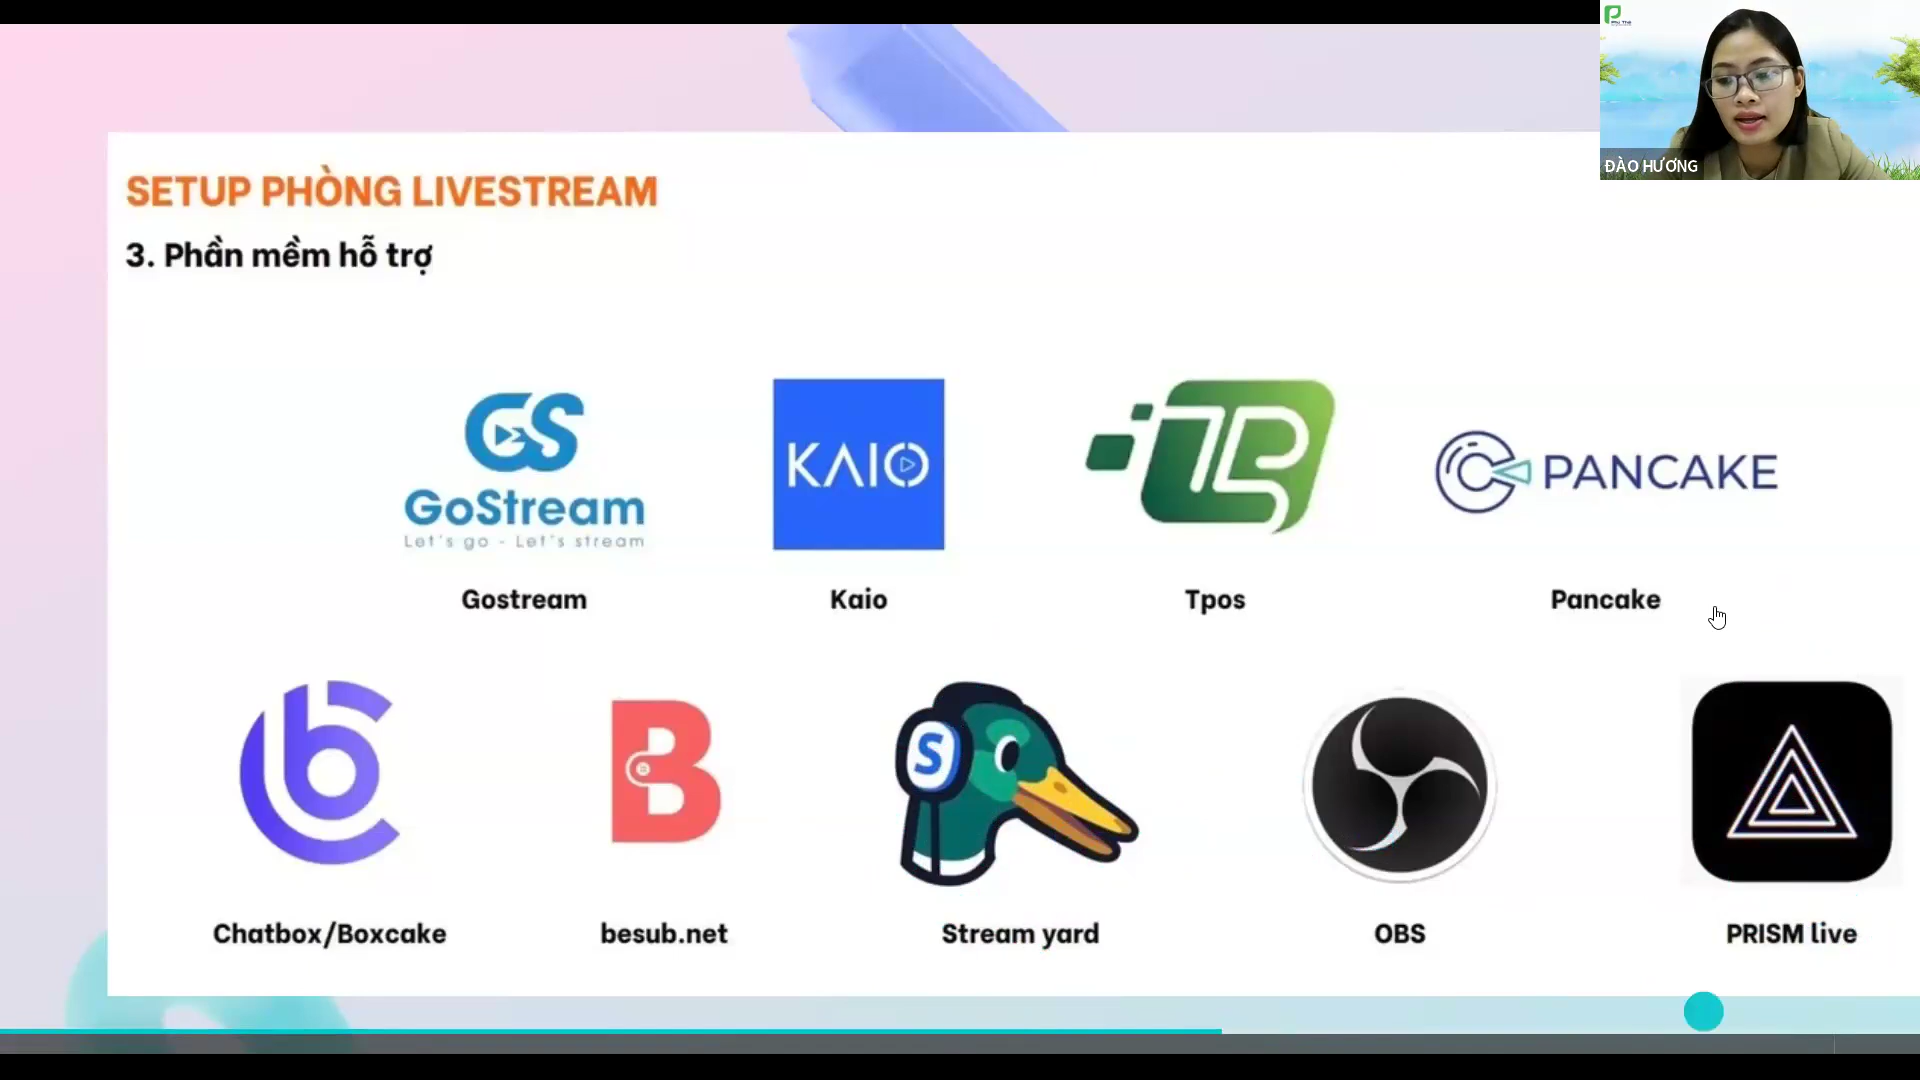 ĐÀO HƯƠNG
SETUP PHÒNG LIVESTREAM
3. Phần mềm hỗ trợ
GS
GoStream
Let's go - Let's stream
KAIO
PANCAKE
Gostream
Kaio
Tpos
Pancake
B
S
Chatbox/Boxcake
besub.net
Stream yard
OBS
PRISM live